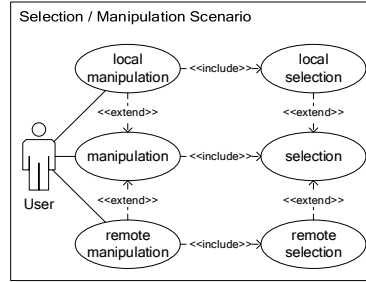 Selection / Manipulation Scenario
local
manipulation
<<include>>
local
selection
<<extend>>
<<extend>>
manipulation
<<include>>
selection
User
<<extend>>
<<extend>>
remote
manipulation
<<include>>
remote
selection